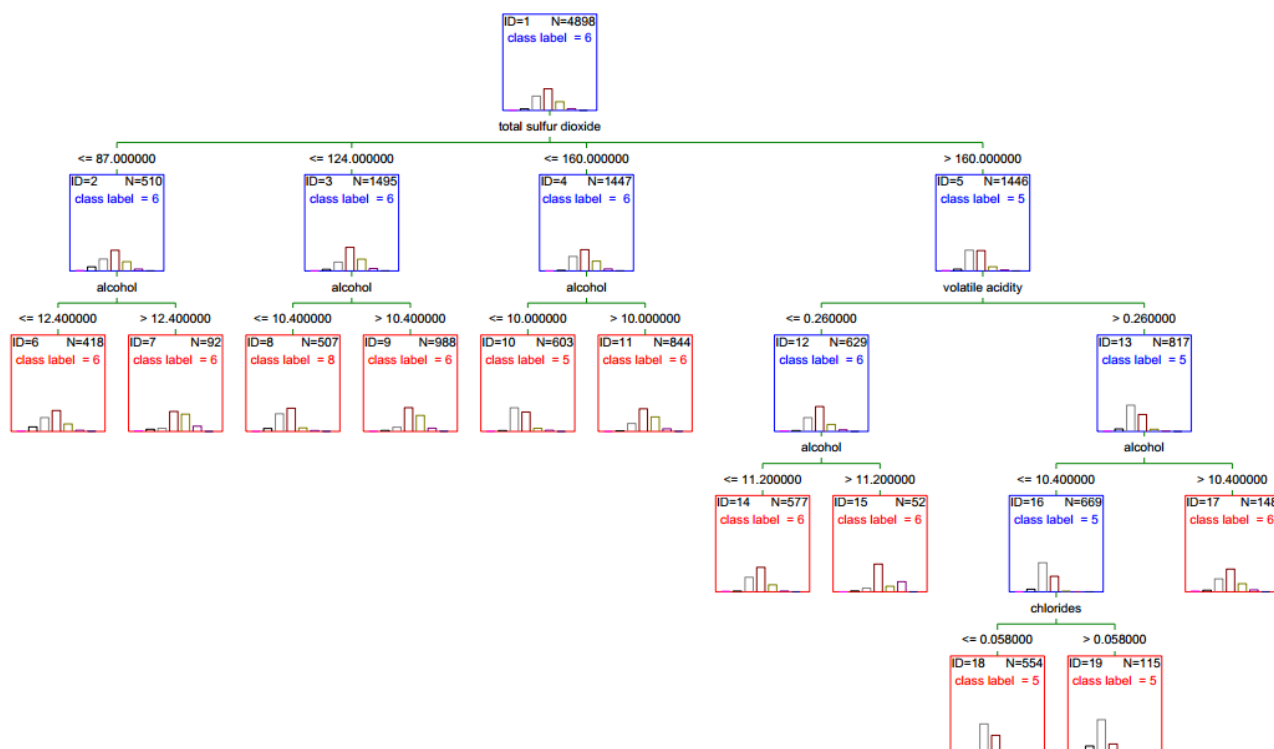 ID=1 N=4898
class label = 6
total sulfur dioxide
<= 87.000000 <= 124.000000 <= 160.000000 > 160.000000
ID=2 N=510 ID=3 N=1495 ID=4 N=1447 ID=5 N=1446
class label = 6 class label = 6 class label = 6 class label = 5
alcohol alcohol alcohol volatile acidity
<= 12.400000 > 12.400000 <= 10.400000 > 10.400000 <= 10.000000 > 10.000000 <= 0.260000 > 0.260000
ID=6 N=418 ID=7 N=92 ID=8 N=507 ID=9 N=988 ID=10 N=603 ID=11 N=844 ID=12 N=629 ID=13 N=817
class label = 6 class label = 6 class label = 8 class label = 6 class label = 5 class label = 6 class label = 6 class label = 5
alcohol alcohol
<= 11.200000 > 11.200000 <= 10.400000 > 10.400000
ID=14 N=577 ID=15 N=52 ID=16 N=669 ID=17 N=148
class label = 6 class label = 6 class label = 5 class label = 6
chlorides
<= 0.058000 > 0.058000
ID=18 N=554 ID=19 N=115
class label = 5 class label = 5